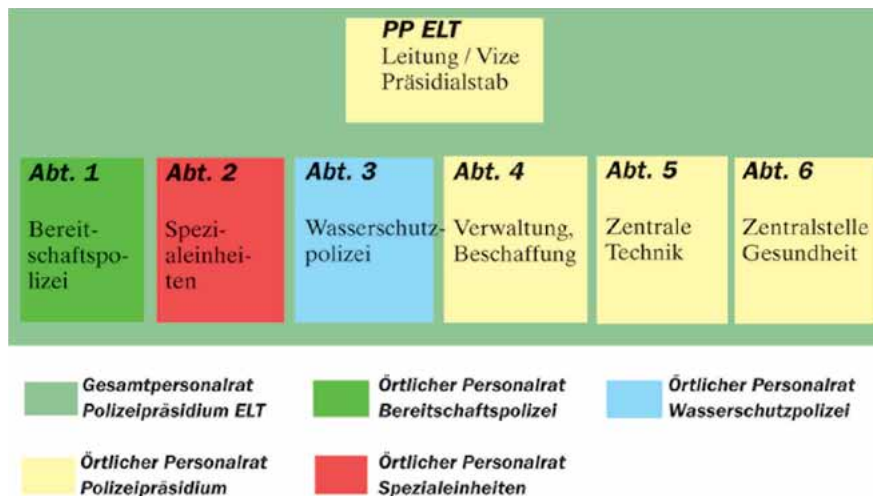 PP ELT
Leitung / Vize
Präsidialstab
Abt. 1
Bereit-
schaftspo-
lizei
Abt. 2
Spezi-
aleinhei-
ten
Abt. 3
Wasserschutz-
polizei
Abt. 4
Verwaltung,
Beschaffung
Abt. 5
Zentrale
Technik
Abt. 6
Zentralstelle
Gesundheit
Gesamtpersonalrat
Polizeipräsidium ELT
Örtlicher Personalrat
Bereitschaftspolizei
Örtlicher Personalrat
Wasserschutzpolizei
Örtlicher Personalrat
Polizeipräsidium
Örtlicher Personalrat
Spezialeinheiten